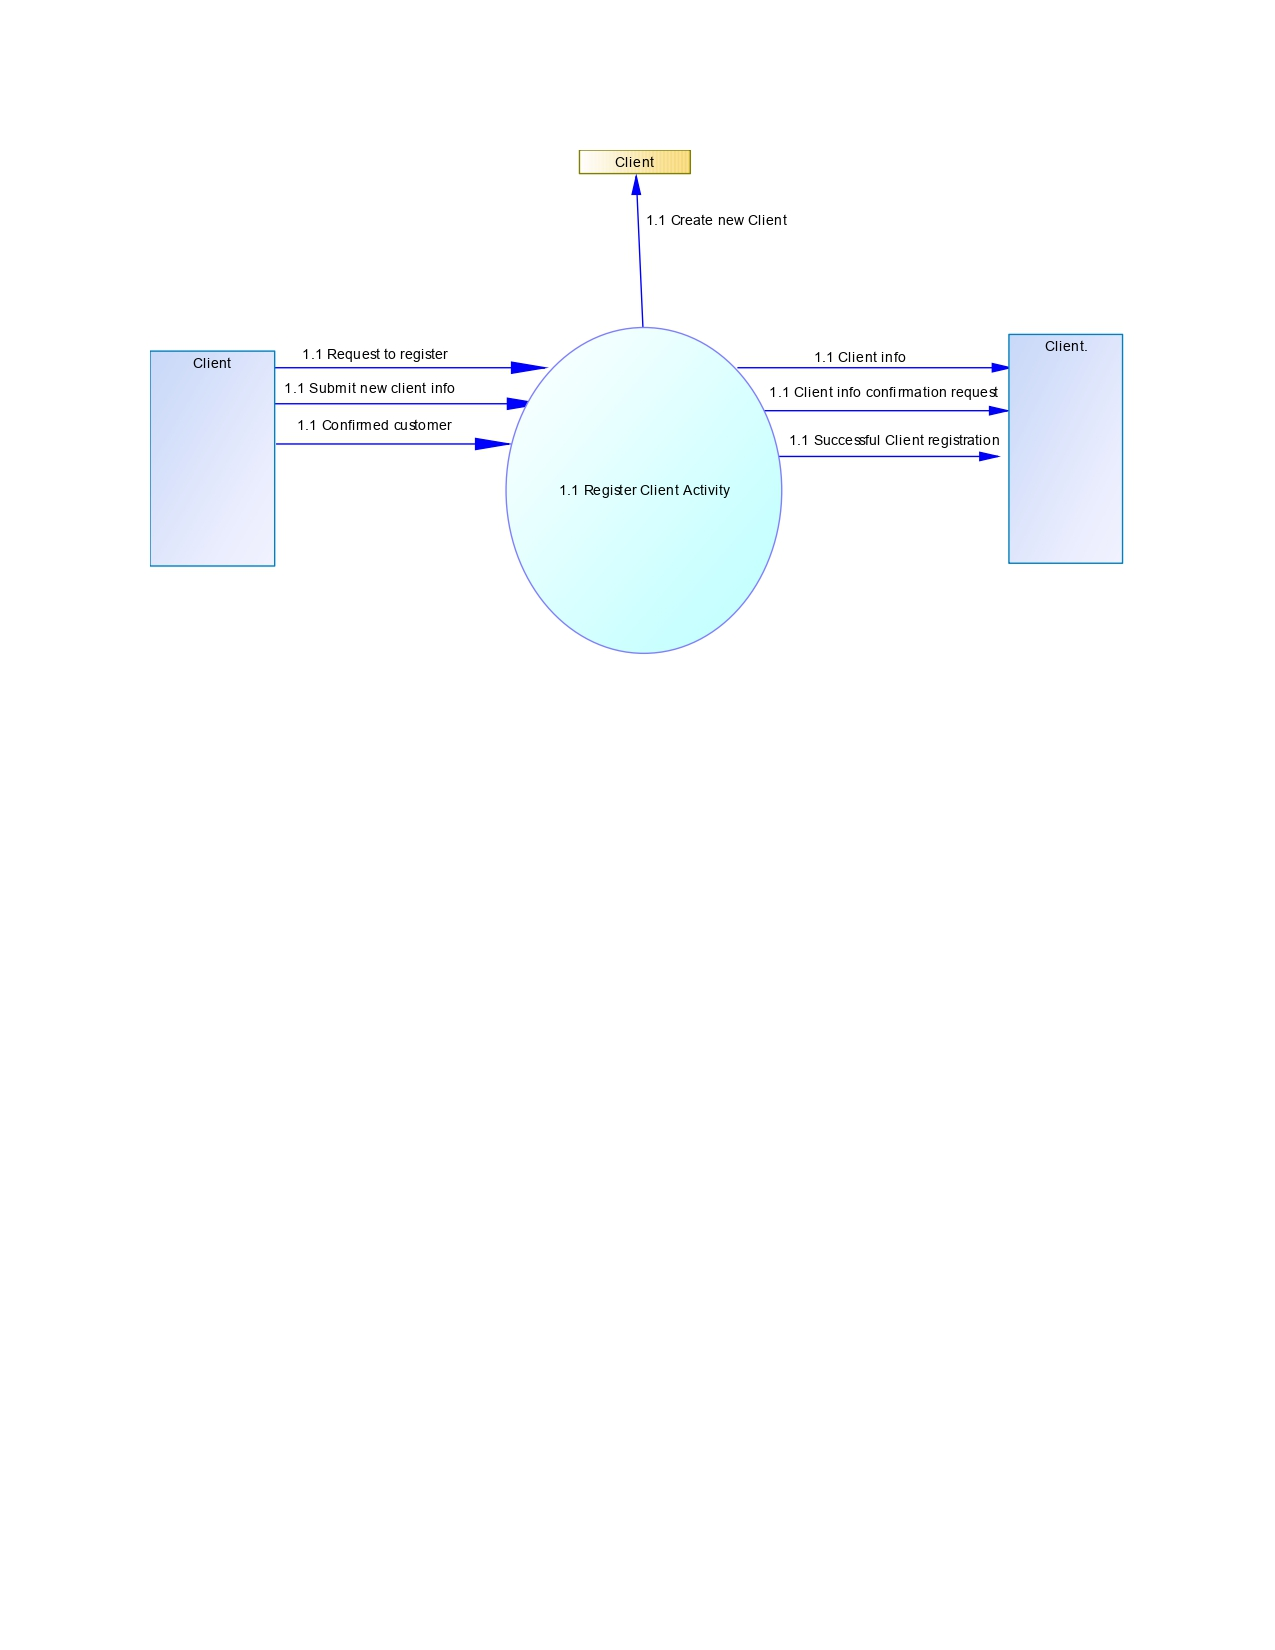 Client
1.1 Create new Client
Client
1.1 Request to register
1.1 Submit new client info
1.1 Confirmed customer
1.1 Register Client Activity
1.1 Client info
1.1 Client info confirmation request
1.1 Successful Client registration
Client.